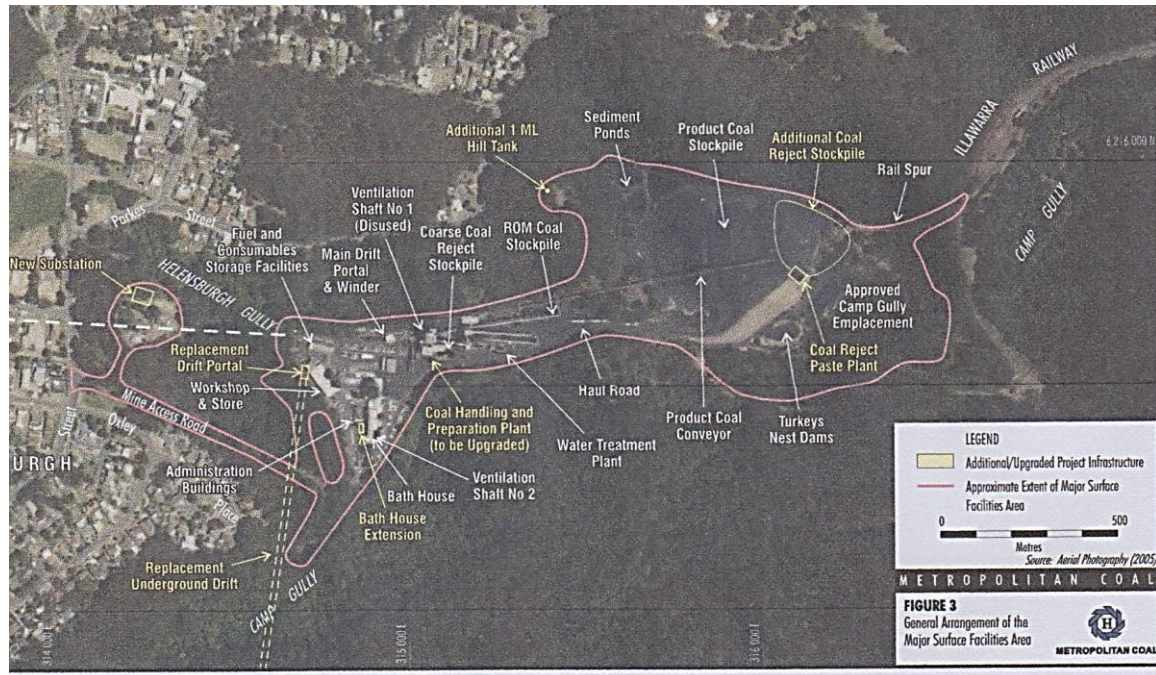 ILLAWARRA
RAILWAY
6,216,000 N
CAMP GULLY
Additional 1 ML
Hill Tank
Sediment
Ponds
Product Coal
Stockpile
Additional Coal
Reject Stockpile
Rail Spur
Parkes
Street
Ventilation
Shaft No 1
(Disused)
Fuel and
Consumables
Storage Facilities
Main Drift
Portal
& Winder
Coarse Coal
Reject
Stockpile
ROM Coal
Stockpile
New Substation
HELENSBURGH GULLY
Approved
Camp Gully
Emplacement
Coal Reject
Paste Plant
Replacement
Drift Portal
Workshop
& Store
Mine Access Road
Street
Oxley
Place
URGH
Coal Handling and
Preparation Plant
(to be Upgraded)
Haul Road
Water Treatment
Plant
Product Coal
Conveyor
Turkeys
Nest Dams
Administration
Buildings
Bath House
Ventilation
Shaft No 2
Bath House
Extension
Replacement
Underground Drift
CAMP GULLY
315 000 E
316 000 E
LEGEND
Additional/Upgraded Project Infrastructure
Approximate Extent of Major Surface
Facilities Area
0 500
Metres
Source: Aerial Photography (2005)
METROPOLITAN COAL
FIGURE 3
General Arrangement of the
Major Surface Facilities Area
H
METROPOLITAN COAL